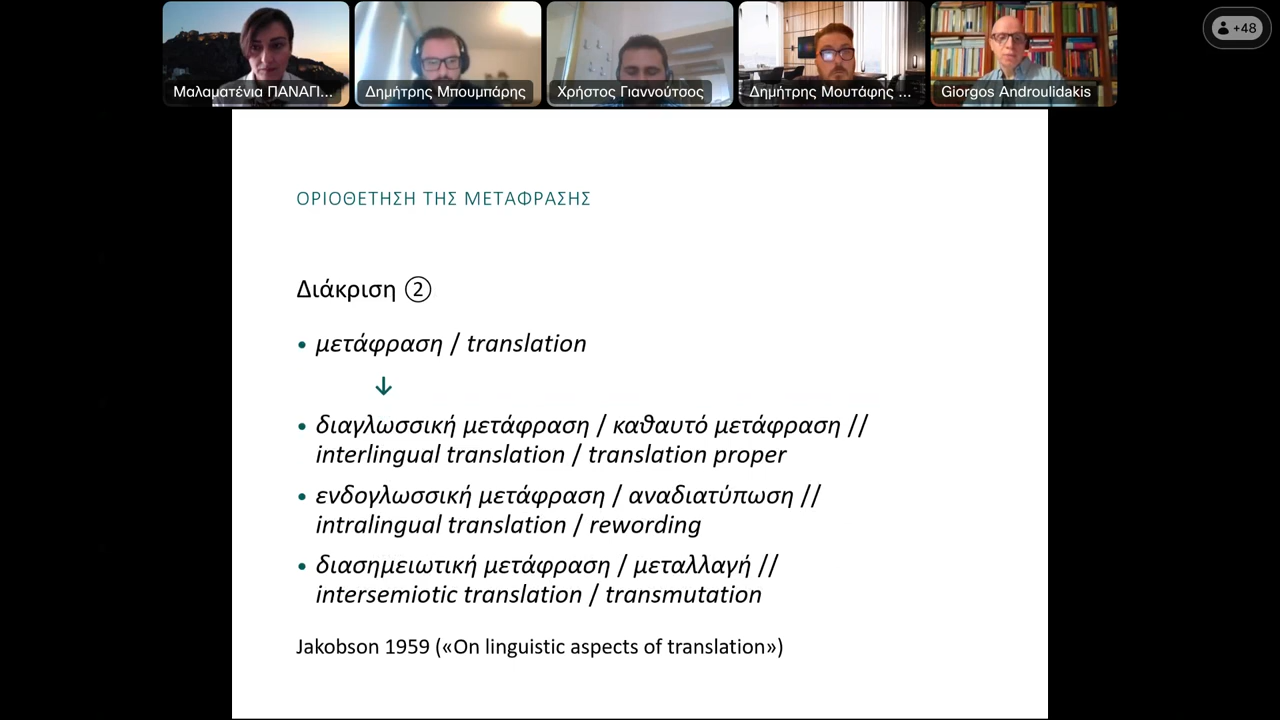 Μαλαματένια ΠΑΝΑΓΙ...
Δημήτρης Μπουμπάρης
Χρήστος Γιαννούτσος
Δημήτρης Μουτάφης ...
Giorgos Androulidakis
+48
ΟΡΙΟΘΕΤΗΣΗ ΤΗΣ ΜΕΤΑΦΡΑΣΗΣ
Διάκριση ②
• μετάφραση / translation
↓
• διαγλωσσική μετάφραση / καθαυτό μετάφραση //
interlingual translation / translation proper
• ενδογλωσσική μετάφραση / αναδιατύπωση //
intralingual translation / rewording
• διασημειωτική μετάφραση / μεταλλαγή //
intersemiotic translation / transmutation
Jakobson 1959 («On linguistic aspects of translation»)